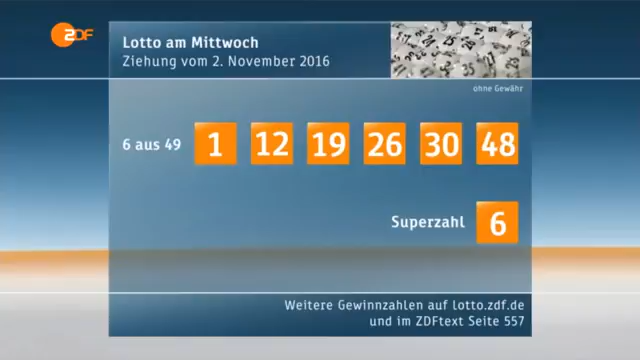 ZDF
Lotto am Mittwoch
Ziehung vom 2. November 2016
ohne Gewähr
6 aus 49 1 12 19 26 30 48
Superzahl 6
Weitere Gewinnzahlen auf lotto.zdf.de
und im ZDFtext Seite 557